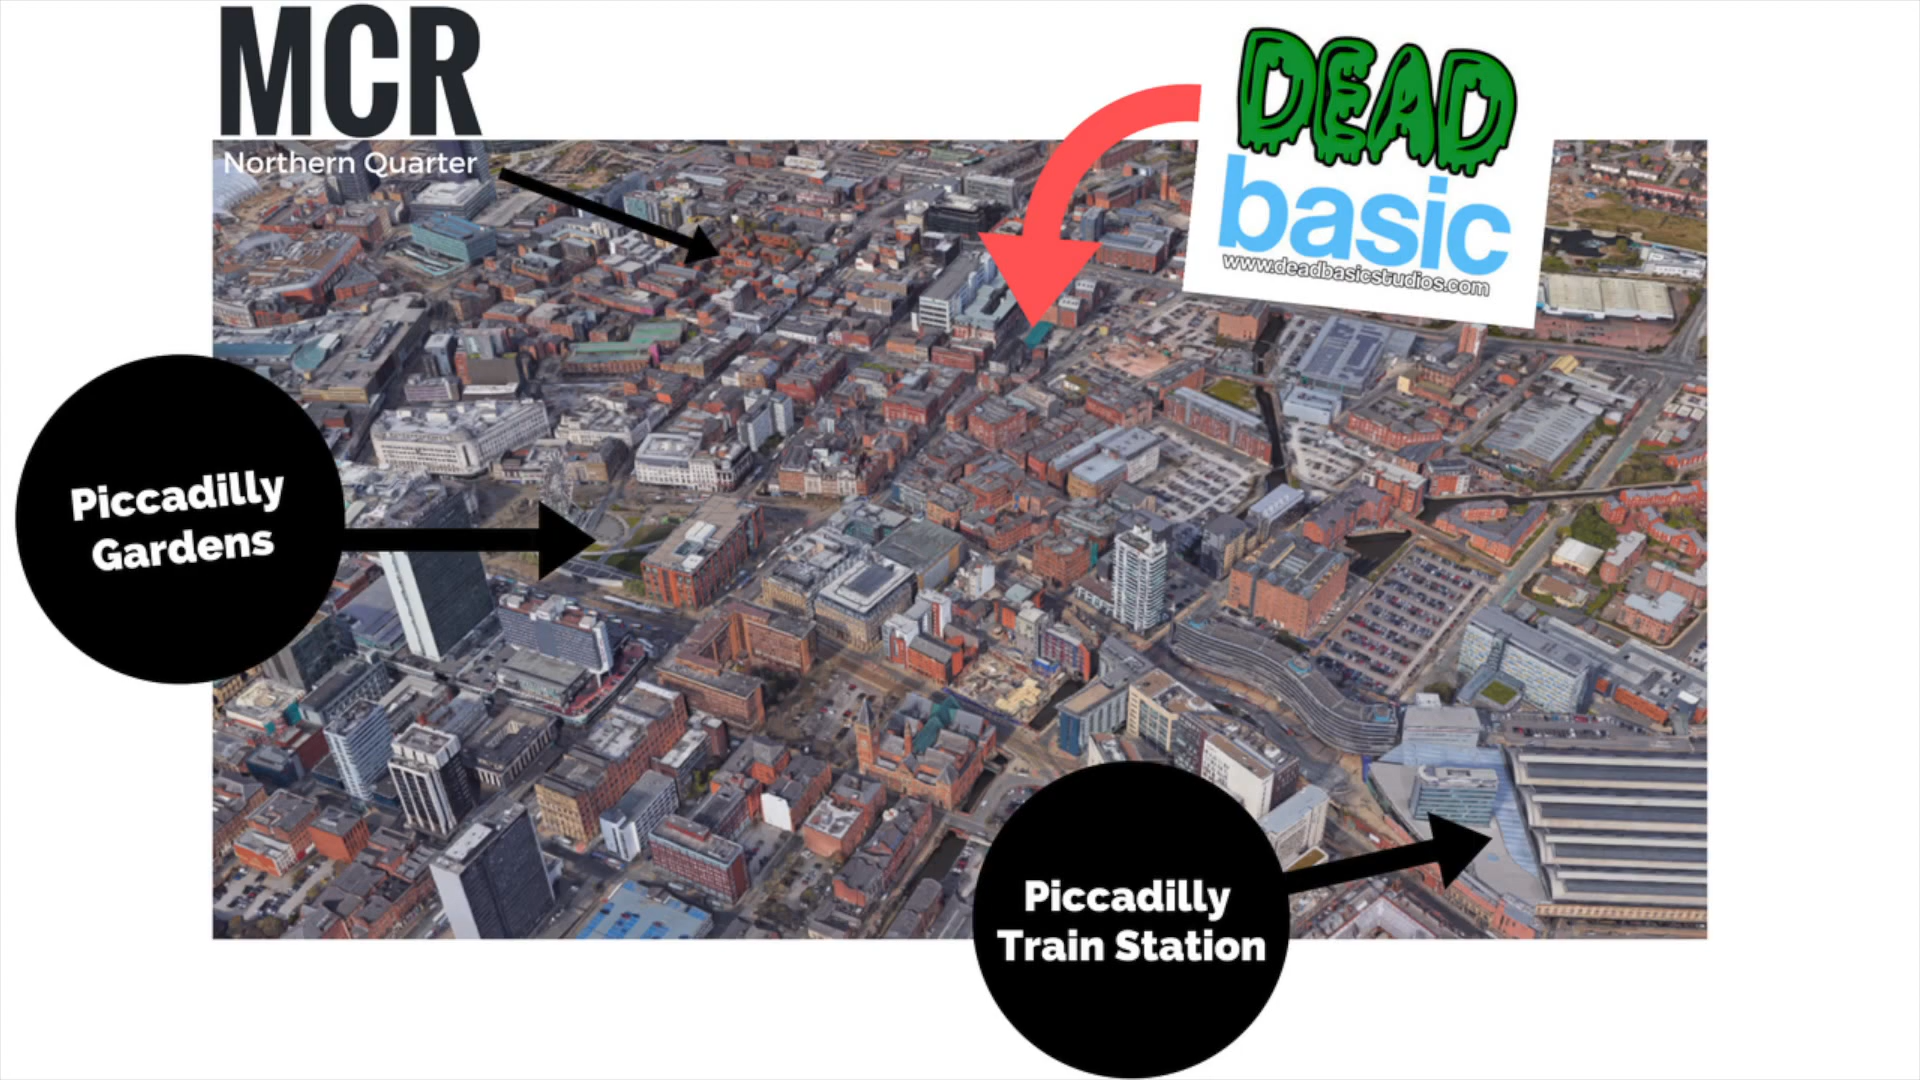 MCR
Northern Quarter
DEAD
basic
www.deadbasicstudios.com
Piccadilly
Gardens
Piccadilly
Train Station